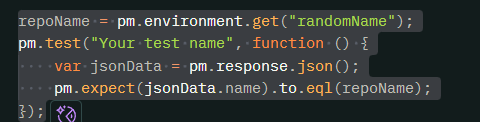 repoName = pm.environment.get("randomName");
pm.test("Your test name", function () {
    var jsonData = pm.response.json();
    pm.expect(jsonData.name).to.eql(repoName);
});